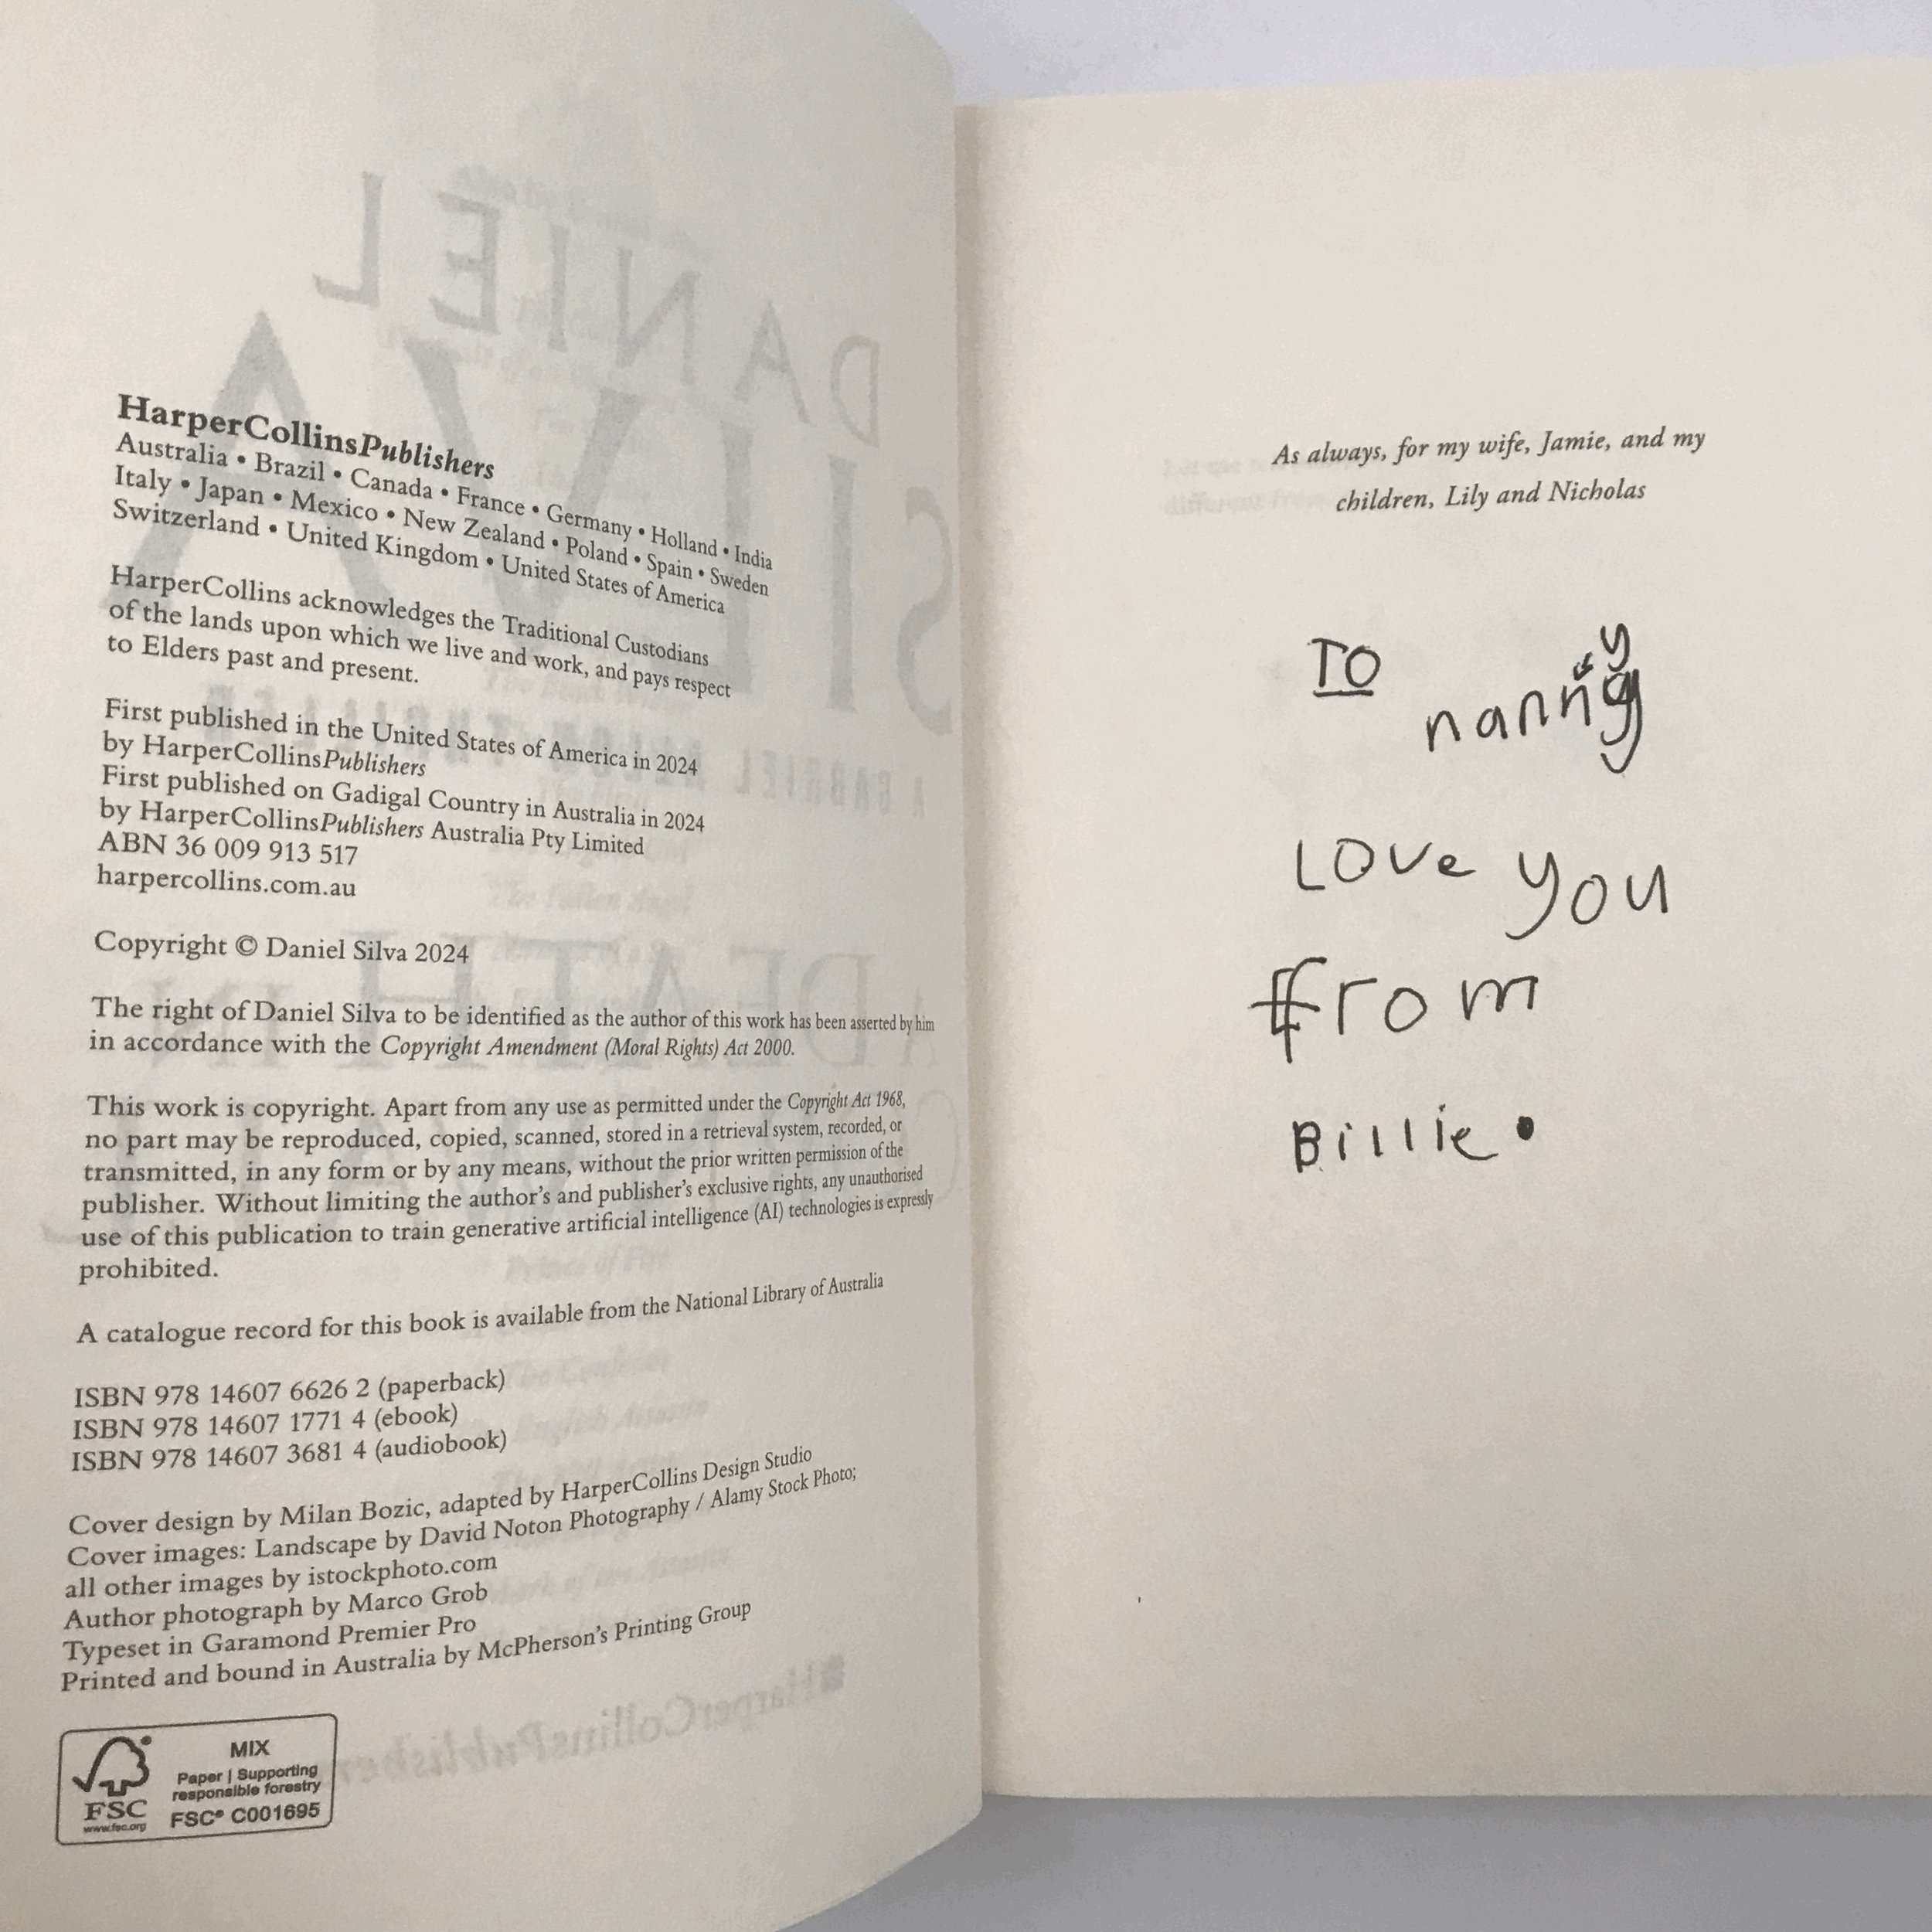 HarperCollinsPublishers
Australia • Brazil • Canada • France • Germany • Holland • India
Italy • Japan • Mexico • New Zealand • Poland • Spain • Sweden
Switzerland • United Kingdom • United States of America
HarperCollins acknowledges the Traditional Custodians
of the lands upon which we live and work, and pays respect
to Elders past and present.
First published in the United States of America in 2024
by HarperCollinsPublishers
First published on Gadigal Country in Australia in 2024
by HarperCollinsPublishers Australia Pty Limited
ABN 36 009 913 517
harpercollins.com.au
Copyright © Daniel Silva 2024
The right of Daniel Silva to be identified as the author of this work has been asserted by him
in accordance with the Copyright Amendment (Moral Rights) Act 2000.
This work is copyright. Apart from any use as permitted under the Copyright Act 1968,
no part may be reproduced, copied, scanned, stored in a retrieval system, recorded, or
transmitted, in any form or by any means, without the prior written permission of the
publisher. Without limiting the author's and publisher's exclusive rights, any unauthorised
use of this publication to train generative artificial intelligence (AI) technologies is expressly
prohibited.
A catalogue record for this book is available from the National Library of Australia
ISBN 978 14607 6626 2 (paperback)
ISBN 978 14607 1771 4 (ebook)
ISBN 978 14607 3681 4 (audiobook)
Cover design by Milan Bozic, adapted by HarperCollins Design Studio
Cover images: Landscape by David Noton Photography / Alamy Stock Photo;
all other images by istockphoto.com
Author photograph by Marco Grob
Typeset in Garamond Premier Pro
Printed and bound in Australia by McPherson's Printing Group
MIX
Paper | Supporting
responsible forestry
FSC® C001695
FSC
www.fsc.org
As always, for my wife, Jamie, and my
children, Lily and Nicholas
TO
nanny
LOve you
from
Billie.